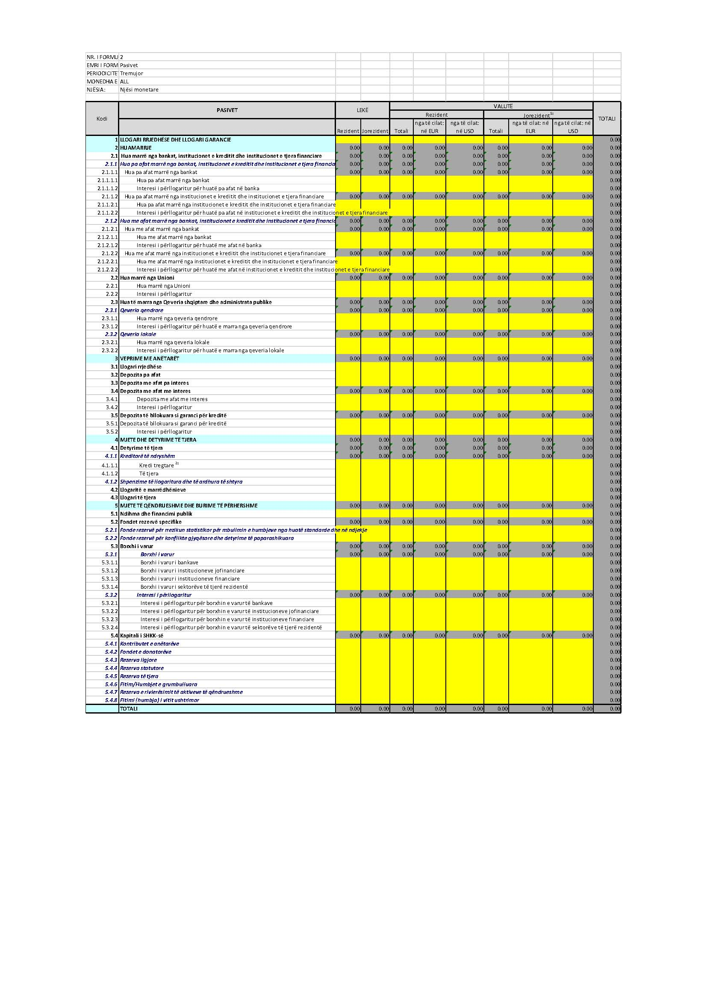 NR. I FORMU 2
EMRI I FORM Pasivet
PERIODICITE Tremujor
MONEDHA E ALL
NJËSIA: Njësi monetare
Kodi PASIVET LEKË VALUTË TOTALI
Rezident Jorezident¹⁾
Rezident Jorezident Totali nga të cilat: në EUR nga të cilat: në USD Totali nga të cilat: në EUR nga të cilat: në USD
1 LLOGARI RRJEDHËSE DHE LLOGARI GARANCIE 0.00
2 HUAMARRJE 0.00 0.00 0.00 0.00 0.00 0.00 0.00 0.00 0.00
2.1 Hua marrë nga bankat, institucionet e kreditit dhe institucionet e tjera financiare 0.00 0.00 0.00 0.00 0.00 0.00 0.00 0.00 0.00
2.1.1 Hua pa afat marrë nga bankat, institucionet e kreditit dhe institucionet e tjera financia 0.00 0.00 0.00 0.00 0.00 0.00 0.00 0.00 0.00
2.1.1.1 Hua pa afat marrë nga bankat 0.00 0.00 0.00 0.00 0.00 0.00 0.00 0.00 0.00
2.1.1.1.1 Hua pa afat marrë nga bankat 0.00
2.1.1.1.2 Interesi i përllogaritur për huatë pa afat në banka 0.00
2.1.1.2 Hua pa afat marrë nga institucionet e kreditit dhe institucionet e tjera financiare 0.00 0.00 0.00 0.00 0.00 0.00 0.00 0.00 0.00
2.1.1.2.1 Hua pa afat marrë nga institucionet e kreditit dhe institucionet e tjera financiare 0.00
2.1.1.2.2 Interesi i përllogaritur për huatë pa afat në institucionet e kreditit dhe institucionet e tjera financiare 0.00
2.1.2 Hua me afat marrë nga bankat, institucionet e kreditit dhe institucionet e tjera financia 0.00 0.00 0.00 0.00 0.00 0.00 0.00 0.00 0.00
2.1.2.1 Hua me afat marrë nga bankat 0.00 0.00 0.00 0.00 0.00 0.00 0.00 0.00 0.00
2.1.2.1.1 Hua me afat marrë nga bankat 0.00
2.1.2.1.2 Interesi i përllogaritur për huatë me afat në banka 0.00
2.1.2.2 Hua me afat marrë nga institucionet e kreditit dhe institucionet e tjera financiare 0.00 0.00 0.00 0.00 0.00 0.00 0.00 0.00 0.00
2.1.2.2.1 Hua me afat marrë nga institucionet e kreditit dhe institucionet e tjera financiare 0.00
2.1.2.2.2 Interesi i përllogaritur për huatë me afat në institucionet e kreditit dhe institucionet e tjera financiare 0.00
2.2 Hua marrë nga Unioni 0.00 0.00 0.00 0.00 0.00 0.00 0.00 0.00 0.00
2.2.1 Hua marrë nga Unioni 0.00
2.2.2 Interesi i përllogaritur 0.00
2.3 Hua të marra nga Qeveria shqiptare dhe administrata publike 0.00 0.00 0.00 0.00 0.00 0.00 0.00 0.00 0.00
2.3.1 Qeveria qendrore 0.00 0.00 0.00 0.00 0.00 0.00 0.00 0.00 0.00
2.3.1.1 Hua marrë nga qeveria qendrore 0.00
2.3.1.2 Interesi i përllogaritur për huatë e marra nga qeveria qendrore 0.00
2.3.2 Qeveria lokale 0.00 0.00 0.00 0.00 0.00 0.00 0.00 0.00 0.00
2.3.2.1 Hua marrë nga qeveria lokale 0.00
2.3.2.2 Interesi i përllogaritur për huatë e marra nga qeveria lokale 0.00
3 VEPRIME ME ANËTARËT 0.00 0.00 0.00 0.00 0.00 0.00 0.00 0.00 0.00
3.1 Llogari rrjedhëse 0.00
3.2 Depozita pa afat 0.00
3.3 Depozita me afat pa interes 0.00
3.4 Depozita me afat me interes 0.00 0.00 0.00 0.00 0.00 0.00 0.00 0.00 0.00
3.4.1 Depozita me afat me interes 0.00
3.4.2 Interesi i përllogaritur 0.00
3.5 Depozita të bllokuara si garanci për kreditë 0.00 0.00 0.00 0.00 0.00 0.00 0.00 0.00 0.00
3.5.1 Depozita të bllokuara si garanci për kreditë 0.00
3.5.2 Interesi i përllogaritur 0.00
4 MJETE DHE DETYRIME TË TJERA 0.00 0.00 0.00 0.00 0.00 0.00 0.00 0.00 0.00
4.1 Detyrime të tjera 0.00 0.00 0.00 0.00 0.00 0.00 0.00 0.00 0.00
4.1.1 Kreditorë të ndryshëm 0.00 0.00 0.00 0.00 0.00 0.00 0.00 0.00 0.00
4.1.1.1 Kredi tregtare ²⁾ 0.00
4.1.1.2 Të tjera 0.00
4.1.2 Shpenzime të llogaritura dhe të ardhura të shtyra 0.00
4.2 Llogaritë e marrëdhënieve 0.00
4.3 Llogari të tjera 0.00
5 MJETE TË QËNDRUESHME DHE BURIME TË PËRHERSHME 0.00 0.00 0.00 0.00 0.00 0.00 0.00 0.00 0.00
5.1 Ndihma dhe financimi publik 0.00
5.2 Fondet rezervë specifike 0.00 0.00 0.00 0.00 0.00 0.00 0.00 0.00 0.00
5.2.1 Fonde rezervë për rrezikun statistikor për mbulimin e humbjeve nga huatë standarde dhe në ndjekje 0.00
5.2.2 Fonde rezervë për konflikte gjyqësore dhe detyrime të paparashikuara 0.00
5.3 Borxhi i varur 0.00 0.00 0.00 0.00 0.00 0.00 0.00 0.00 0.00
5.3.1 Borxhi i varur 0.00 0.00 0.00 0.00 0.00 0.00 0.00 0.00 0.00
5.3.1.1 Borxhi i varur i bankave 0.00
5.3.1.2 Borxhi i varur i institucioneve jofinanciare 0.00
5.3.1.3 Borxhi i varur i institucioneve financiare 0.00
5.3.1.4 Borxhi i varur i sektorëve të tjerë rezidentë 0.00
5.3.2 Interesi i përllogaritur 0.00 0.00 0.00 0.00 0.00 0.00 0.00 0.00 0.00
5.3.2.1 Interesi i përllogaritur për borxhin e varur të bankave 0.00
5.3.2.2 Interesi i përllogaritur për borxhin e varur të institucioneve jofinanciare 0.00
5.3.2.3 Interesi i përllogaritur për borxhin e varur të institucioneve financiare 0.00
5.3.2.4 Interesi i përllogaritur për borxhin e varur të sektorëve të tjerë rezidentë 0.00
5.4 Kapitali i SHKK-së 0.00 0.00 0.00 0.00 0.00 0.00 0.00 0.00 0.00
5.4.1 Kontributet e anëtarëve 0.00
5.4.2 Fondet e donatorëve 0.00
5.4.3 Rezerva ligjore 0.00
5.4.4 Rezerva statutore 0.00
5.4.5 Rezerva të tjera 0.00
5.4.6 Fitim/Humbjet e grumbulluara 0.00
5.4.7 Rezerva e rivlerësimit të aktiveve të qëndrueshme 0.00
5.4.8 Fitimi (humbja) i vitit ushtrimor 0.00
TOTALI 0.00 0.00 0.00 0.00 0.00 0.00 0.00 0.00 0.00